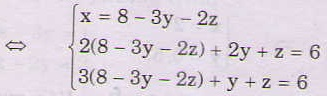 x = 8 - 3y - 2z
⇔ 2(8 - 3y - 2z) + 2y + z = 6
3(8 - 3y - 2z) + y + z = 6